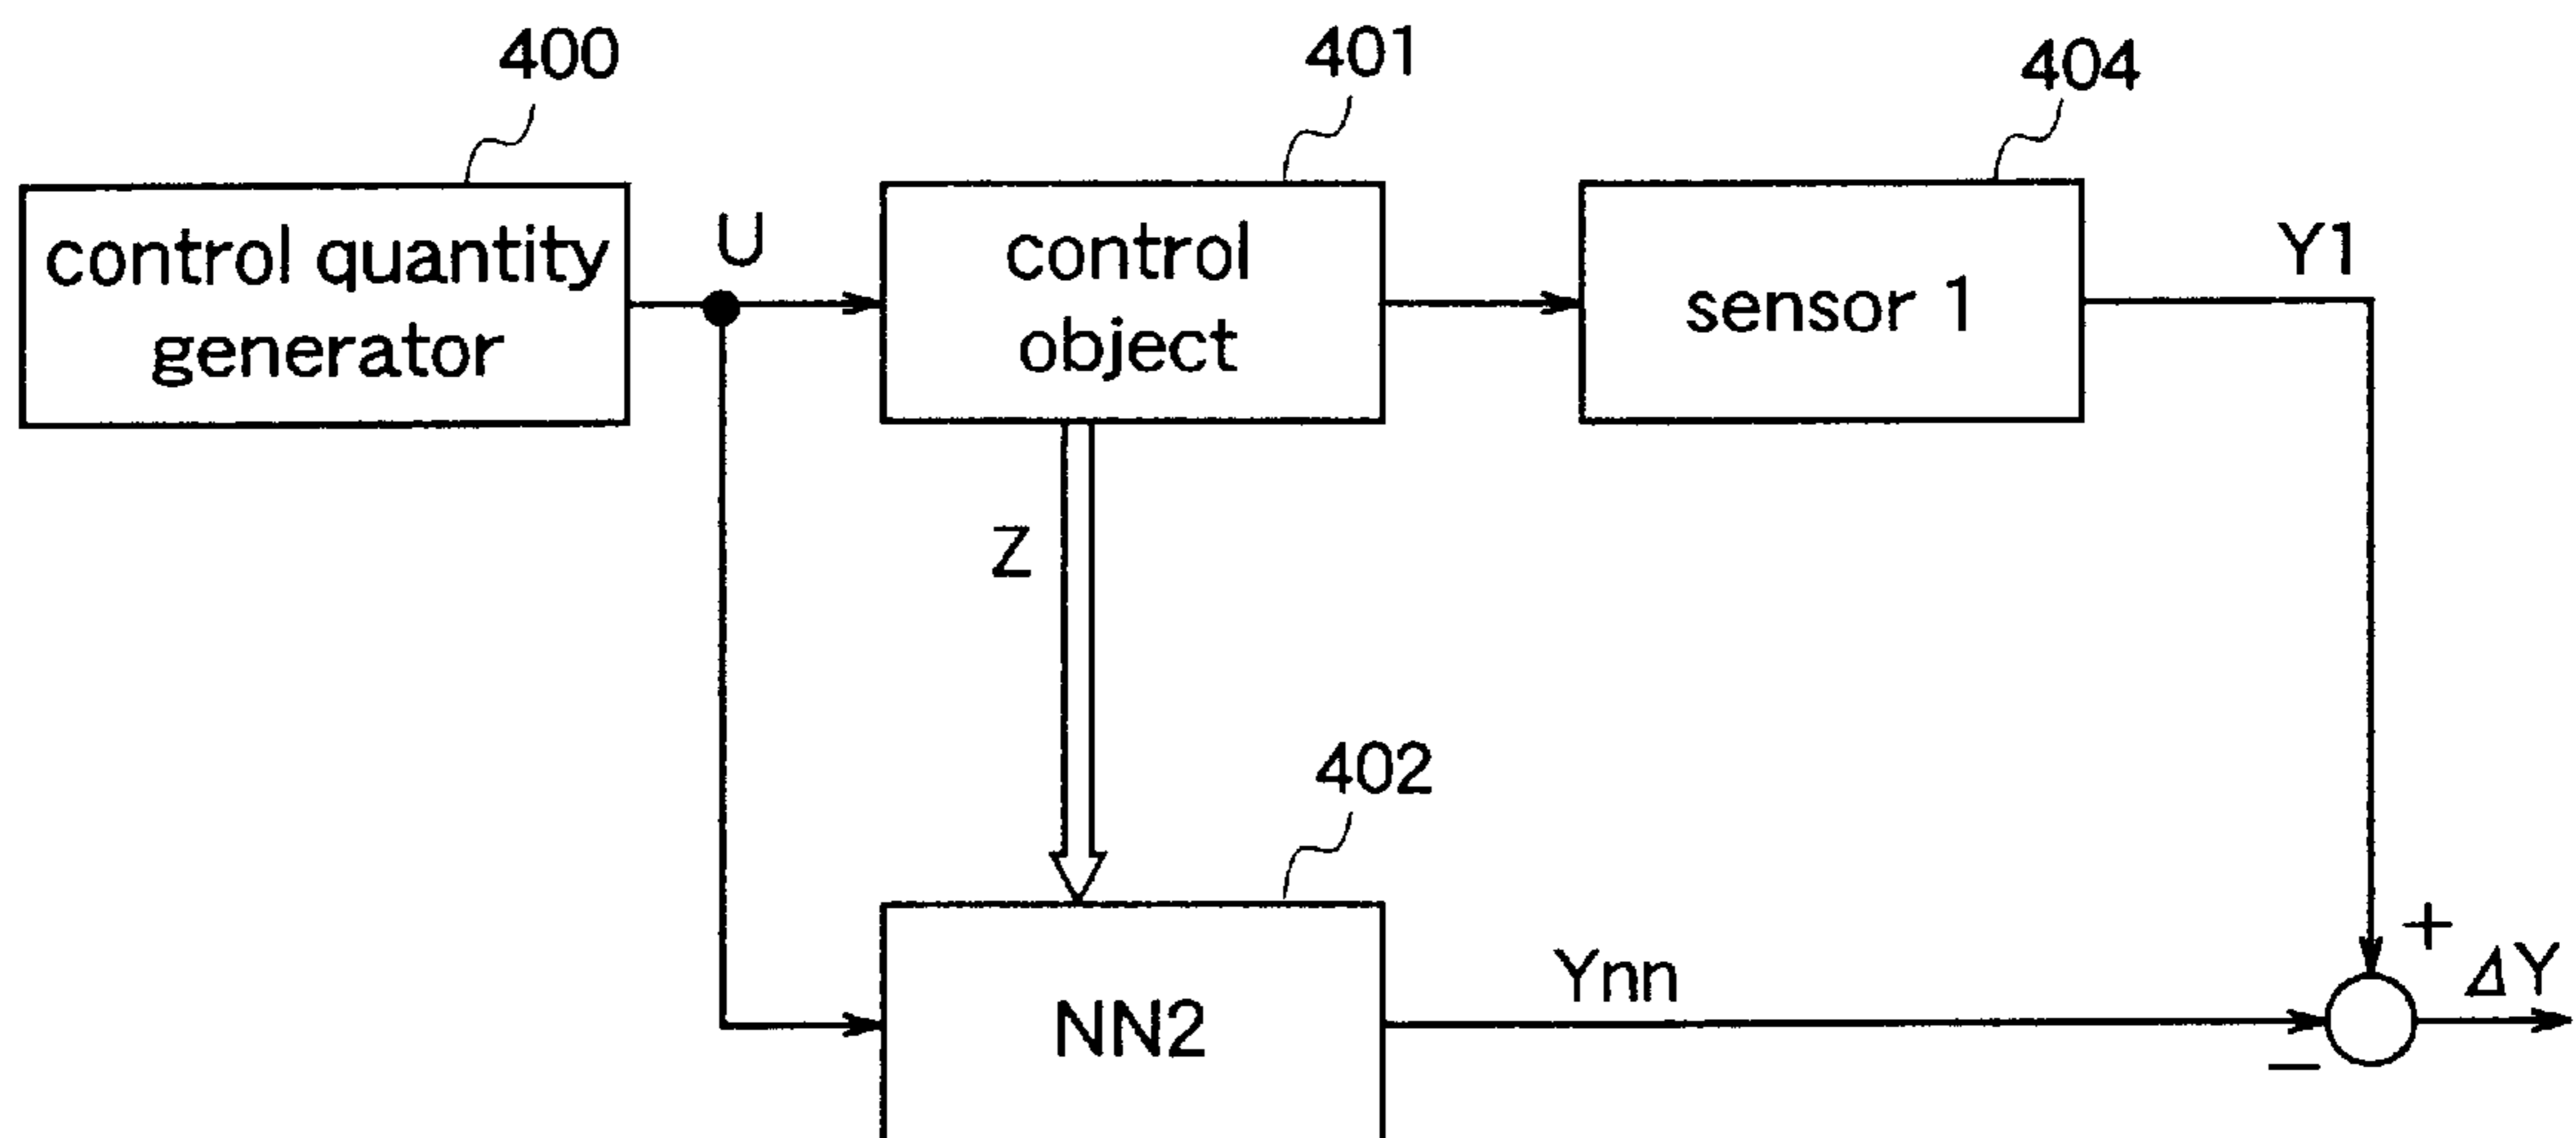 400
401
404
control quantity
generator
U
control
object
sensor 1
Y1
Z
402
NN2
Ynn
+
−
ΔY